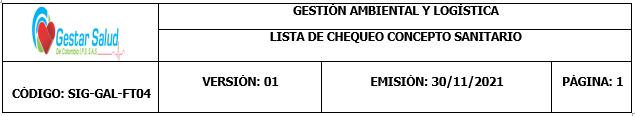 GESTIÓN AMBIENTAL Y LOGÍSTICA
Gestar Salud
De Colombia I.P.S S.A.S
LISTA DE CHEQUEO CONCEPTO SANITARIO
CÓDIGO: SIG-GAL-FT04
VERSIÓN: 01
EMISIÓN: 30/11/2021
PÁGINA: 1